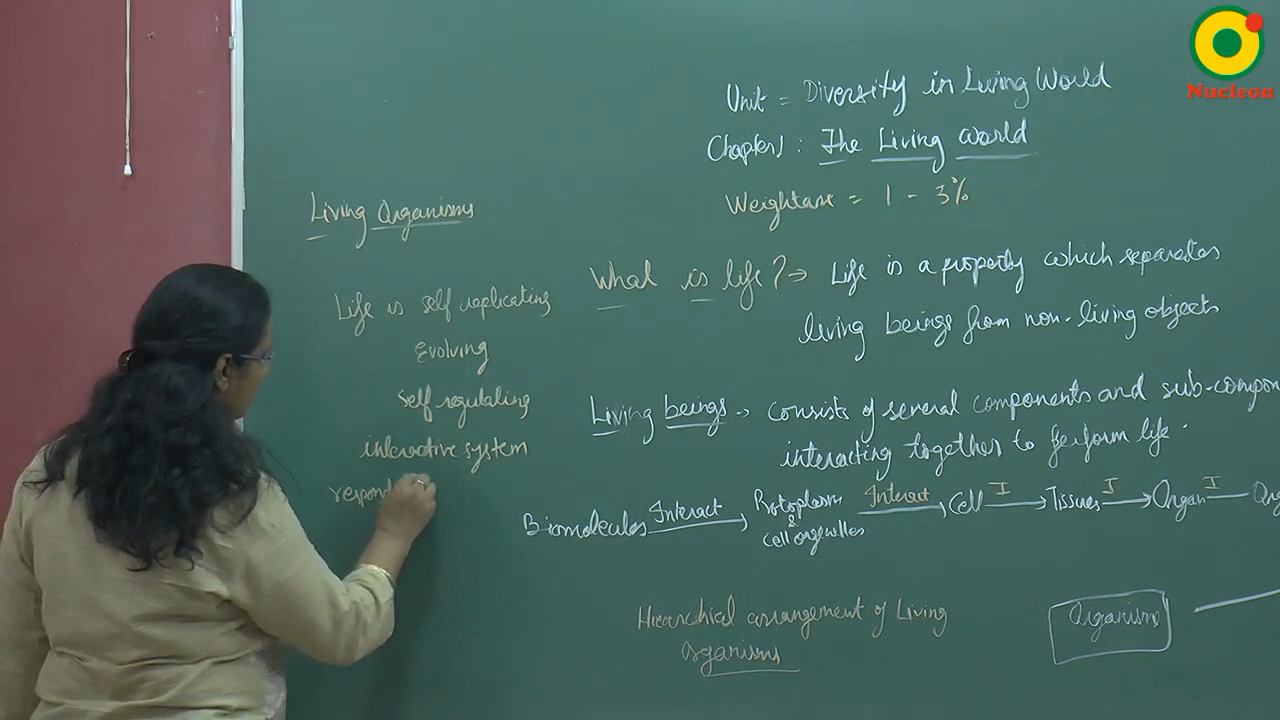 Nucleon
Unit = Diversity in Living World
Chapter 1 : The Living World
Weightage = 1 - 3%
Living Organisms
What is life? → Life is a property which separates
living beings from non-living objects
Life is self replicating
Evolving
Self regulating
interactive system
respond
Living beings → consists of several components and sub-compon
interacting together to perform life.
Biomolecules Interact → Protoplasm & cell organelles Interact → Cell I → Tissues I → Organ I
Hierarchial arrangement of Living
Organisms
Organism